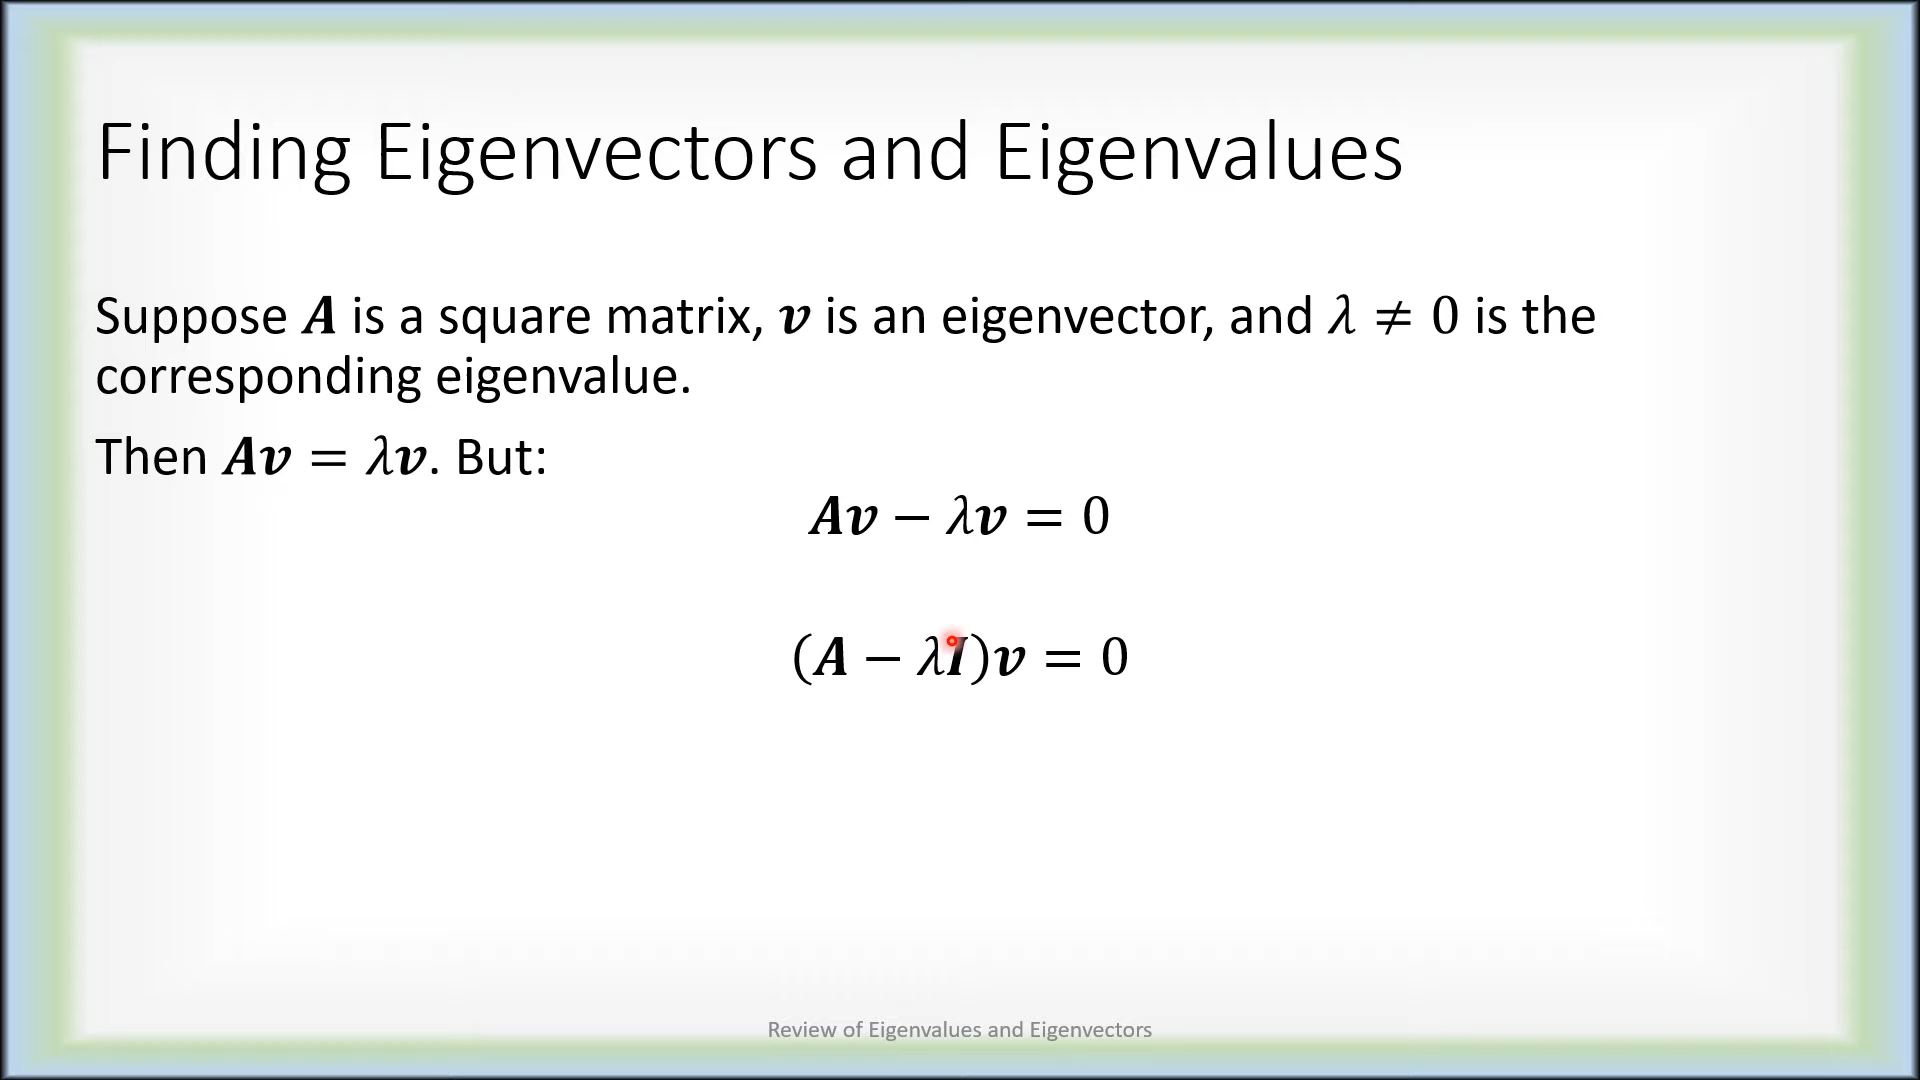 Finding Eigenvectors and Eigenvalues
Suppose 𝑨 is a square matrix, 𝒗 is an eigenvector, and 𝜆 ≠ 0 is the
corresponding eigenvalue.
Then 𝑨𝒗 = 𝜆𝒗. But:
𝑨𝒗 − 𝜆𝒗 = 0
(𝑨 − 𝜆𝑰)𝒗 = 0
Review of Eigenvalues and Eigenvectors